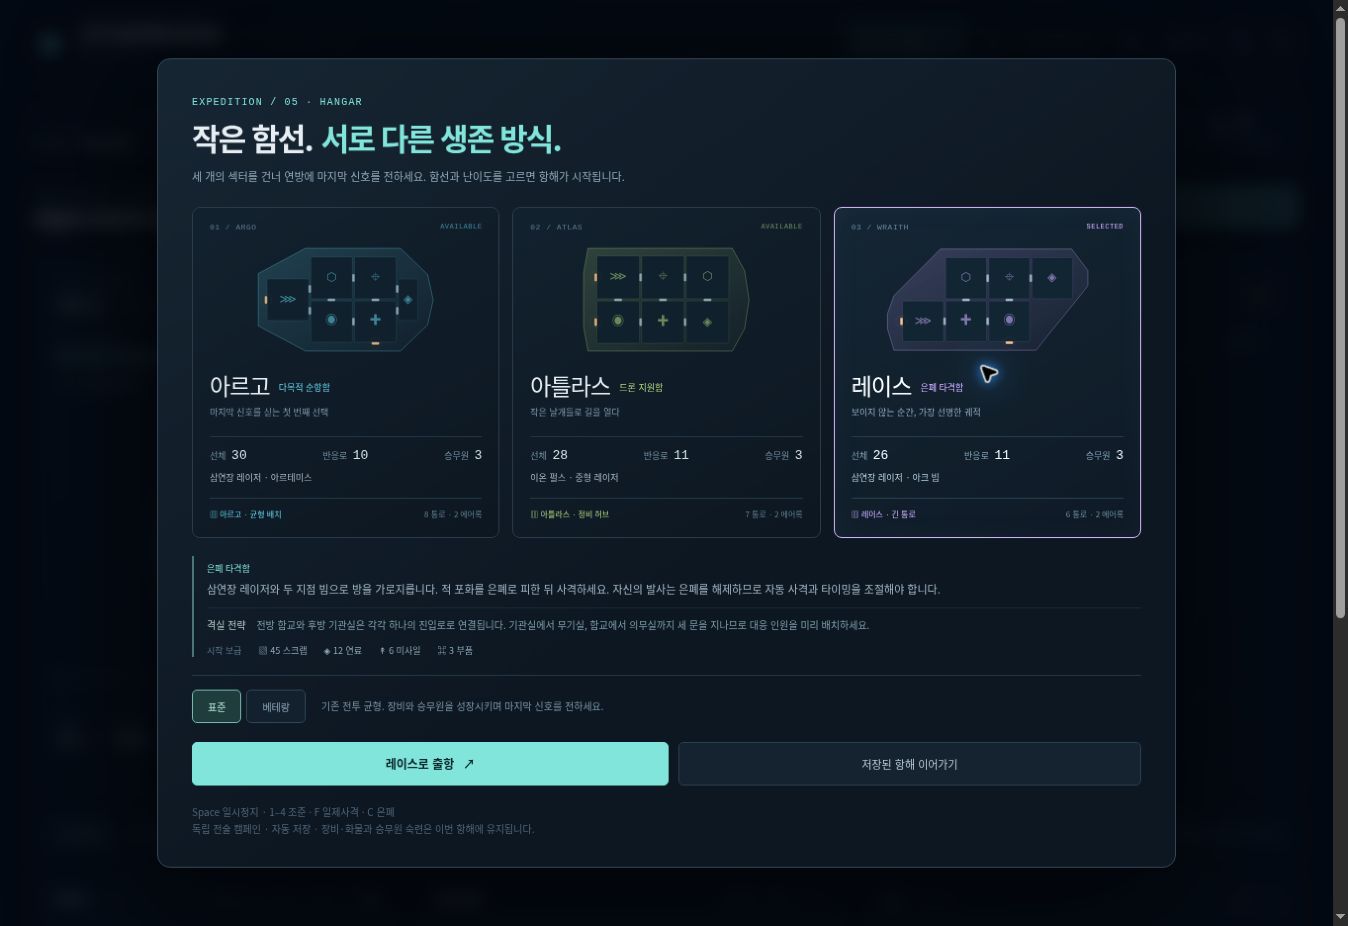 EXPEDITION / 05 · HANGAR
작은 함선. 서로 다른 생존 방식.
세 개의 섹터를 건너 연방에 마지막 신호를 전하세요. 함선과 난이도를 고르면 항해가 시작됩니다.
01 / ARGO AVAILABLE
아르고 다목적 순항함
마지막 신호를 싣는 첫 번째 선택
선체 30 반응로 10 승무원 3
삼연장 레이저 · 아르테미스
아르고 · 균형 배치 8 통로 · 2 에어록
02 / ATLAS AVAILABLE
아틀라스 드론 지원함
작은 날개들로 길을 열다
선체 28 반응로 11 승무원 3
이온 펄스 · 중형 레이저
아틀라스 · 정비 허브 7 통로 · 2 에어록
03 / WRAITH SELECTED
레이스 은폐 타격함
보이지 않는 순간, 가장 선명한 궤적
선체 26 반응로 11 승무원 3
삼연장 레이저 · 아크 빔
레이스 · 긴 통로 6 통로 · 2 에어록
은폐 타격함
삼연장 레이저와 두 지점 빔으로 방을 가로지릅니다. 적 포화를 은폐로 피한 뒤 사격하세요. 자신의 발사는 은폐를 해제하므로 자동 사격과 타이밍을 조절해야 합니다.
격실 전략 전방 함교와 후방 기관실은 각각 하나의 진입로로 연결됩니다. 기관실에서 무기실, 함교에서 의무실까지 세 문을 지나므로 대응 인원을 미리 배치하세요.
시작 보급 ▧ 45 스크랩 ◈ 12 연료 ↟ 6 미사일 ⌘ 3 부품
표준 베테랑 기존 전투 균형. 장비와 승무원을 성장시키며 마지막 신호를 전하세요.
레이스로 출항 ↗ 저장된 항해 이어가기
Space 일시정지 · 1–4 조준 · F 일제사격 · C 은폐
독립 전술 캠페인 · 자동 저장 · 장비·화물과 승무원 숙련은 이번 항해에 유지됩니다.